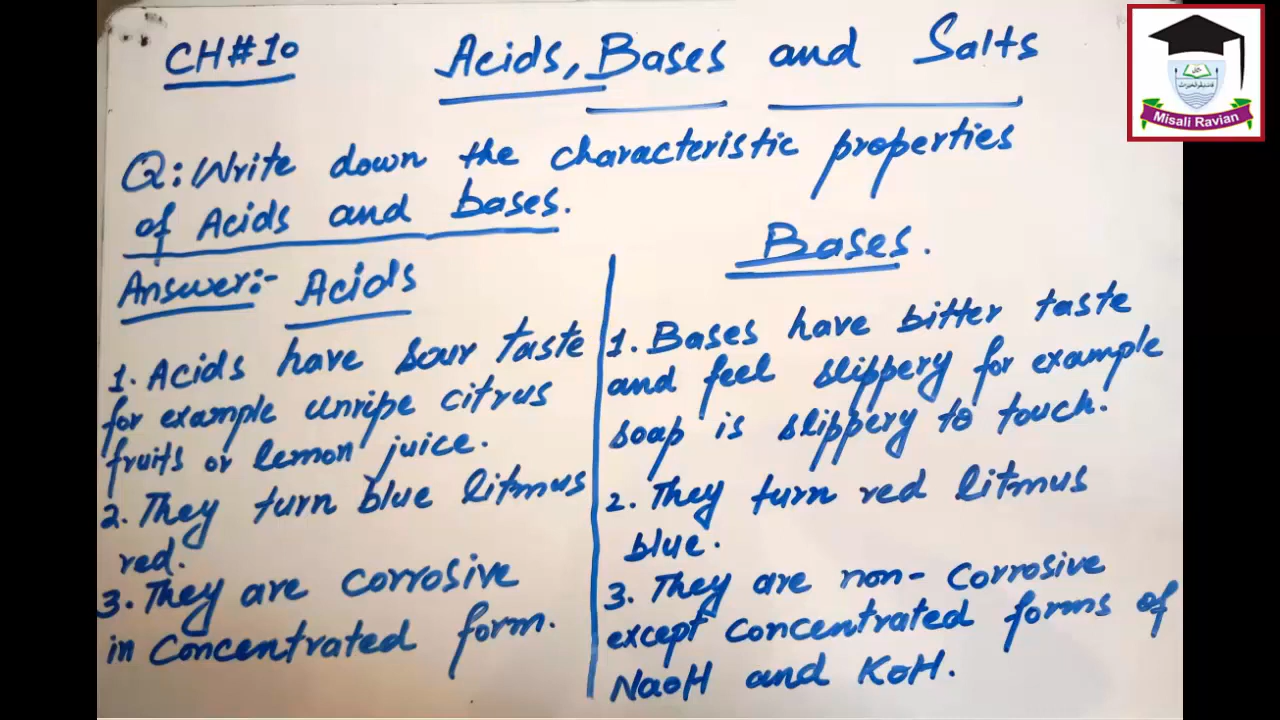 CH#10
Acids, Bases and Salts
Misali Ravian
Q: Write down the characteristic properties
of Acids and bases.
Answer:- Acids
1. Acids have sour taste
for example unripe citrus
fruits or lemon juice.
2. They turn blue litmus
red.
3. They are corrosive
in concentrated form.
Bases.
1. Bases have bitter taste
and feel slippery for example
soap is slippery to touch.
2. They turn red litmus
blue.
3. They are non-corrosive
except concentrated forms of
NaOH and KOH.